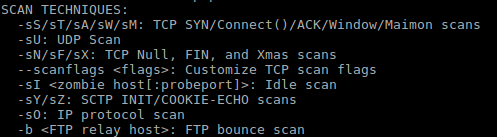 SCAN TECHNIQUES:
-sS/sT/sA/sW/sM: TCP SYN/Connect()/ACK/Window/Maimon scans
-sU: UDP Scan
-sN/sF/sX: TCP Null, FIN, and Xmas scans
--scanflags <flags>: Customize TCP scan flags
-sI <zombie host[:probeport]>: Idle scan
-sY/sZ: SCTP INIT/COOKIE-ECHO scans
-sO: IP protocol scan
-b <FTP relay host>: FTP bounce scan